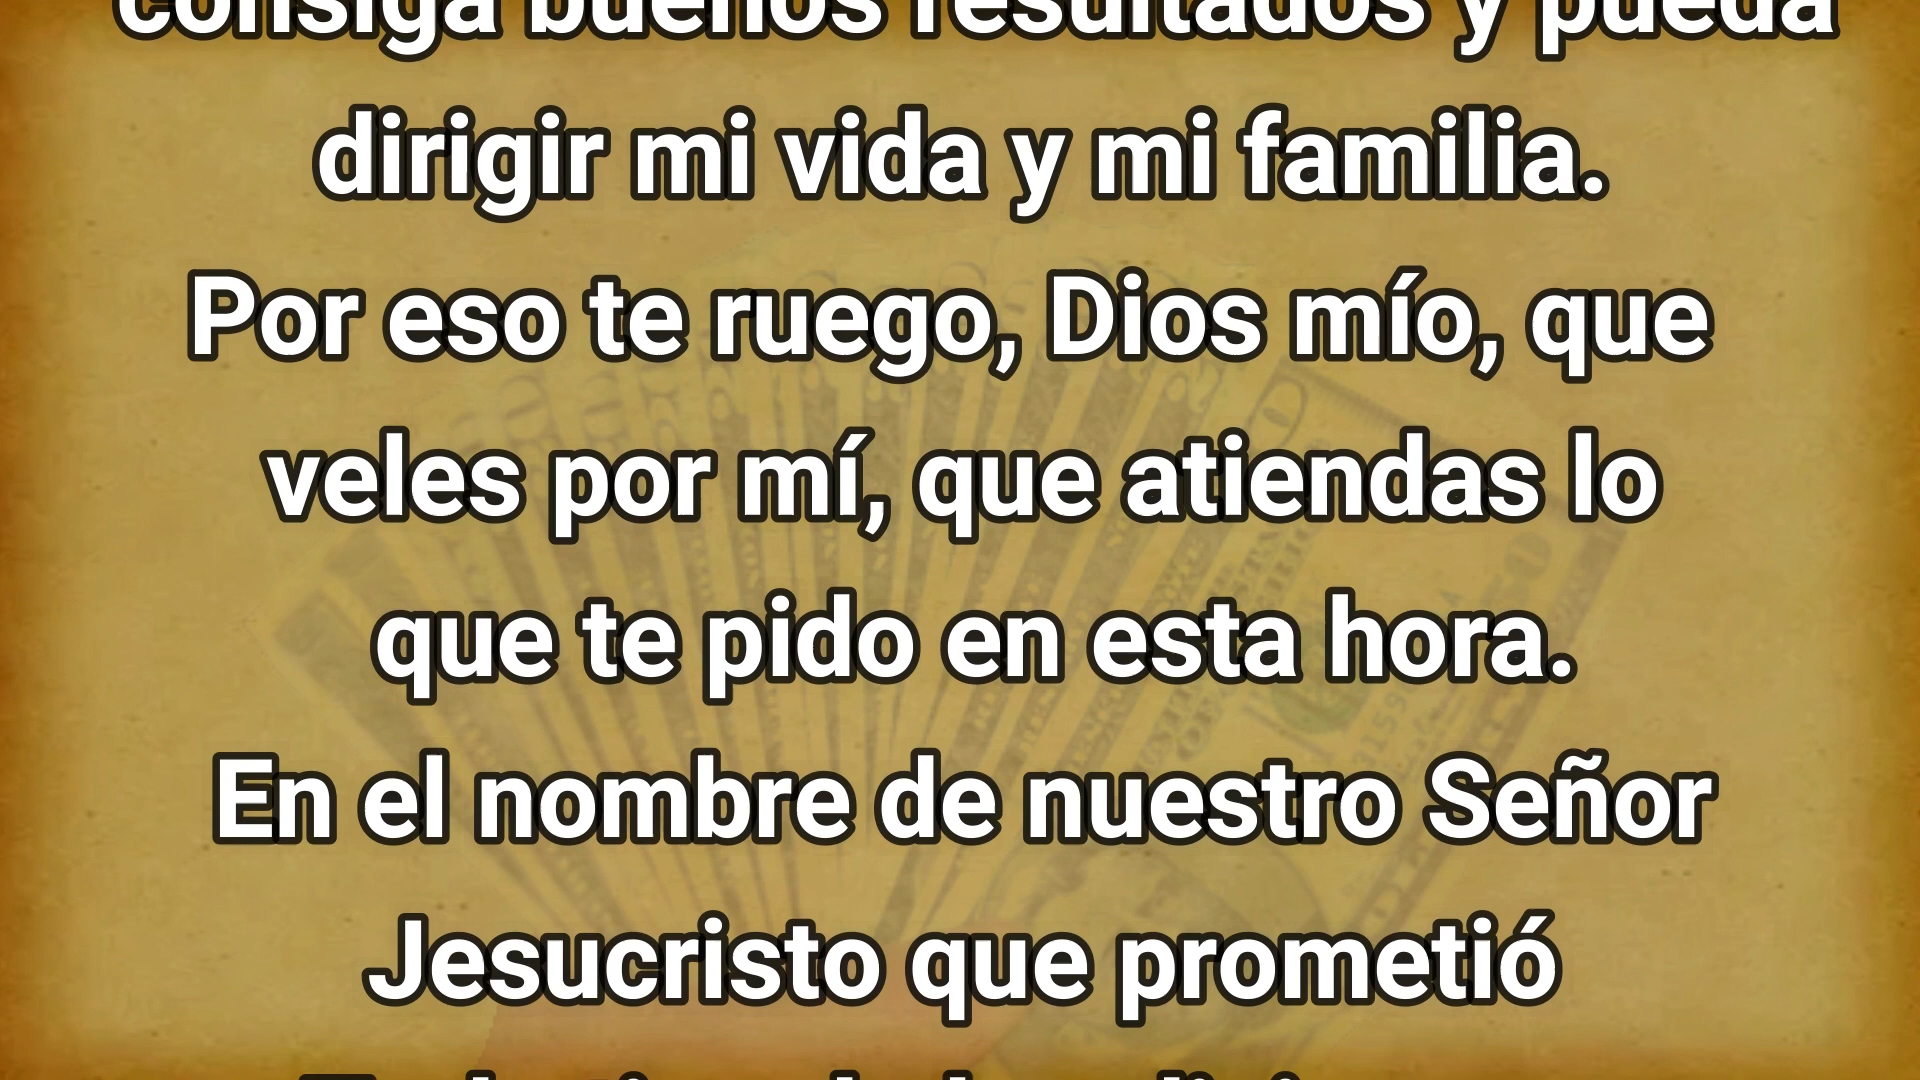 consiga buenos resultados y pueda
dirigir mi vida y mi familia.
Por eso te ruego, Dios mío, que
veles por mí, que atiendas lo
que te pido en esta hora.
En el nombre de nuestro Señor
Jesucristo que prometió